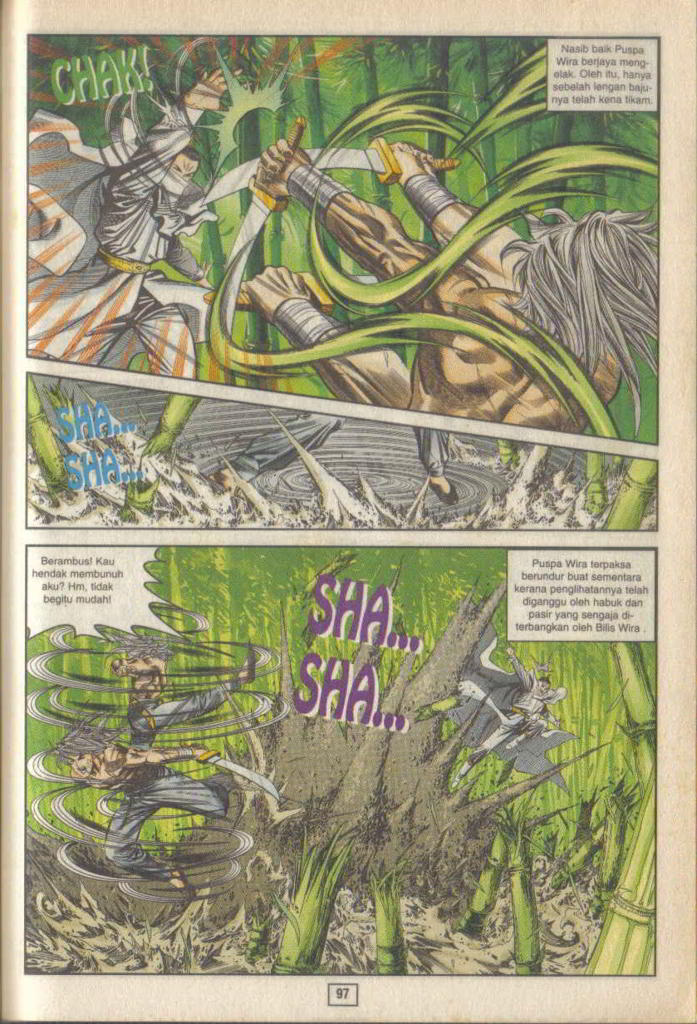 CHAK!
Nasib baik Puspa
Wira berjaya meng-
elak. Oleh itu, hanya
sebelah lengan baju-
nya telah kena tikam.
SHA...
SHA...
Berambus! Kau
hendak membunuh
aku? Hm, tidak
begitu mudah!
SHA...
SHA...
Puspa Wira terpaksa
berundur buat sementara
kerana penglihatannya telah
diganggu oleh habuk dan
pasir yang sengaja di-
terbangkan oleh Bilis Wira .
97